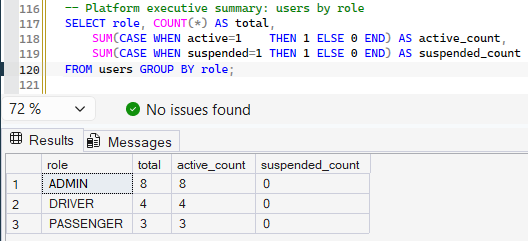 116 -- Platform executive summary: users by role
117 SELECT role, COUNT(*) AS total,
118 SUM(CASE WHEN active=1 THEN 1 ELSE 0 END) AS active_count,
119 SUM(CASE WHEN suspended=1 THEN 1 ELSE 0 END) AS suspended_count
120 FROM users GROUP BY role;
121
72 % No issues found
Results Messages
role total active_count suspended_count
1 ADMIN 8 8 0
2 DRIVER 4 4 0
3 PASSENGER 3 3 0